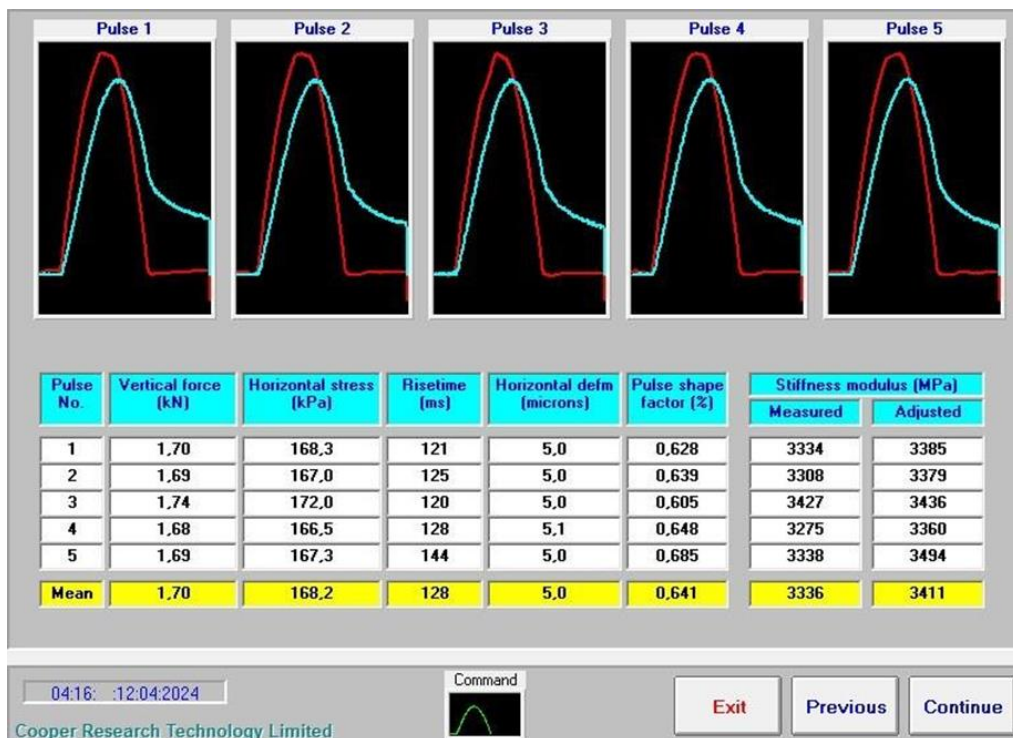 Pulse 1 Pulse 2 Pulse 3 Pulse 4 Pulse 5
Pulse No. Vertical force (kN) Horizontal stress (kPa) Risetime (ms) Horizontal defm (microns) Pulse shape factor (%) Stiffness modulus (MPa)
Measured Adjusted
1 1,70 168,3 121 5,0 0,628 3334 3385
2 1,69 167,0 125 5,0 0,639 3308 3379
3 1,74 172,0 120 5,0 0,605 3427 3436
4 1,68 166,5 128 5,1 0,648 3275 3360
5 1,69 167,3 144 5,0 0,685 3338 3494
Mean 1,70 168,2 128 5,0 0,641 3336 3411
04:16: :12:04:2024
Command
Exit Previous Continue
Cooper Research Technology Limited